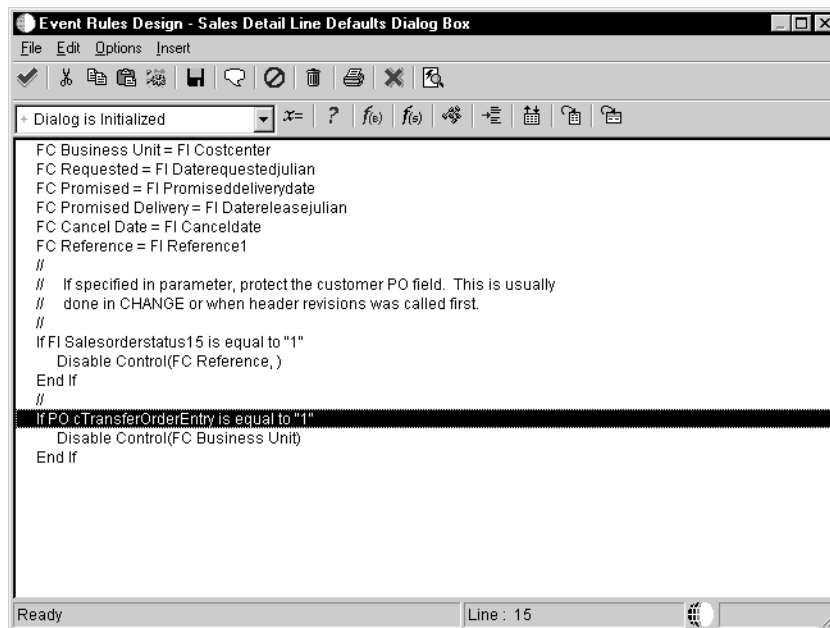 Event Rules Design - Sales Detail Line Defaults Dialog Box
File Edit Options Insert
+ Dialog is Initialized
x= ? f(B) f(s)
FC Business Unit = FI Costcenter
FC Requested = FI Daterequestedjulian
FC Promised = FI Promiseddeliverydate
FC Promised Delivery = FI Datereleasejulian
FC Cancel Date = FI Canceldate
FC Reference = FI Reference1
//
// If specified in parameter, protect the customer PO field. This is usually
// done in CHANGE or when header revisions was called first.
//
If FI Salesorderstatus15 is equal to "1"
Disable Control(FC Reference, )
End If
//
If PO cTransferOrderEntry is equal to "1"
Disable Control(FC Business Unit)
End If
Ready
Line : 15